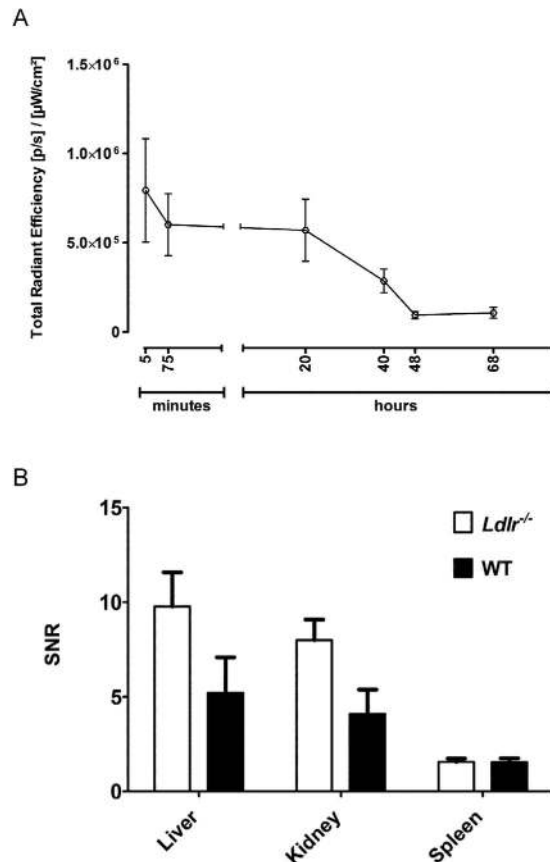 A
Total Radiant Efficiency [p/s] / [µW/cm²]
1.5×10⁶
1.0×10⁶
5.0×10⁵
0
5
75
20
40
48
68
minutes
hours
B
SNR
15
10
5
0
Ldlr⁻/⁻
WT
Liver
Kidney
Spleen